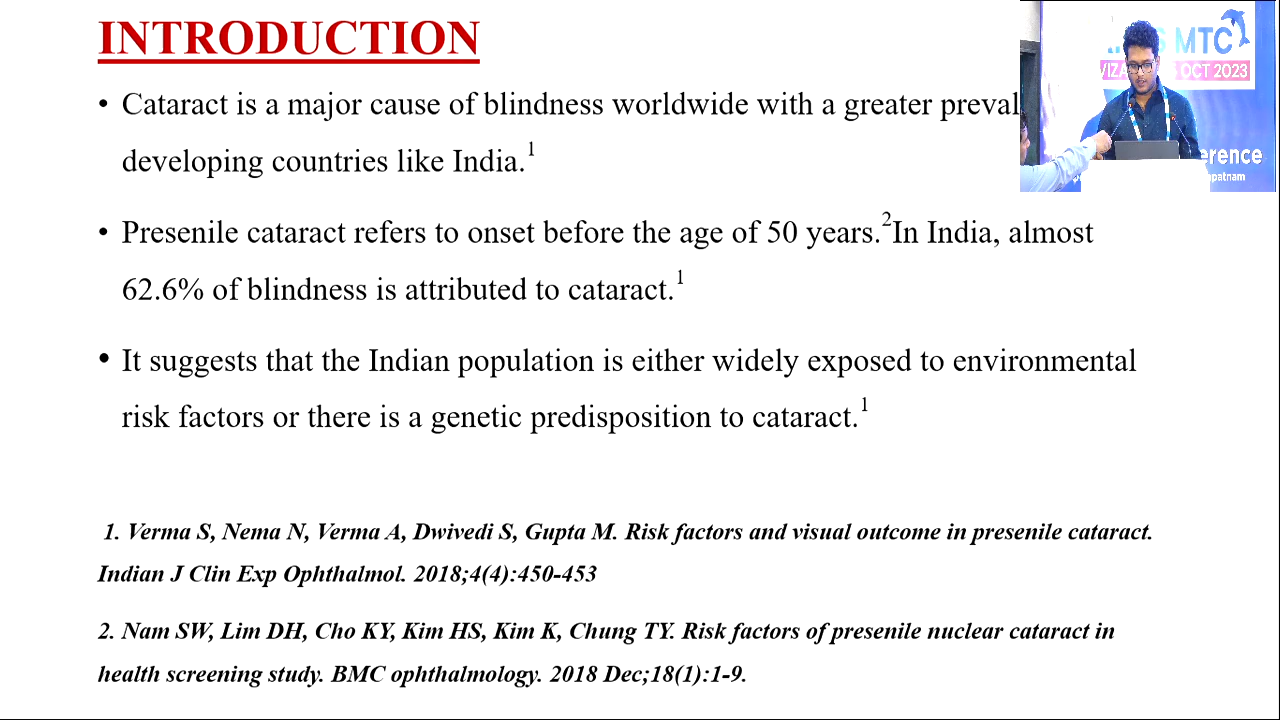 INTRODUCTION
• Cataract is a major cause of blindness worldwide with a greater
developing countries like India.1
• Presenile cataract refers to onset before the age of 50 years.2In India, almost
62.6% of blindness is attributed to cataract.1
• It suggests that the Indian population is either widely exposed to environmental
risk factors or there is a genetic predisposition to cataract.1
1. Verma S, Nema N, Verma A, Dwivedi S, Gupta M. Risk factors and visual outcome in presenile cataract.
Indian J Clin Exp Ophthalmol. 2018;4(4):450-453
2. Nam SW, Lim DH, Cho KY, Kim HS, Kim K, Chung TY. Risk factors of presenile nuclear cataract in
health screening study. BMC ophthalmology. 2018 Dec;18(1):1-9.
MTC
OCT 2023